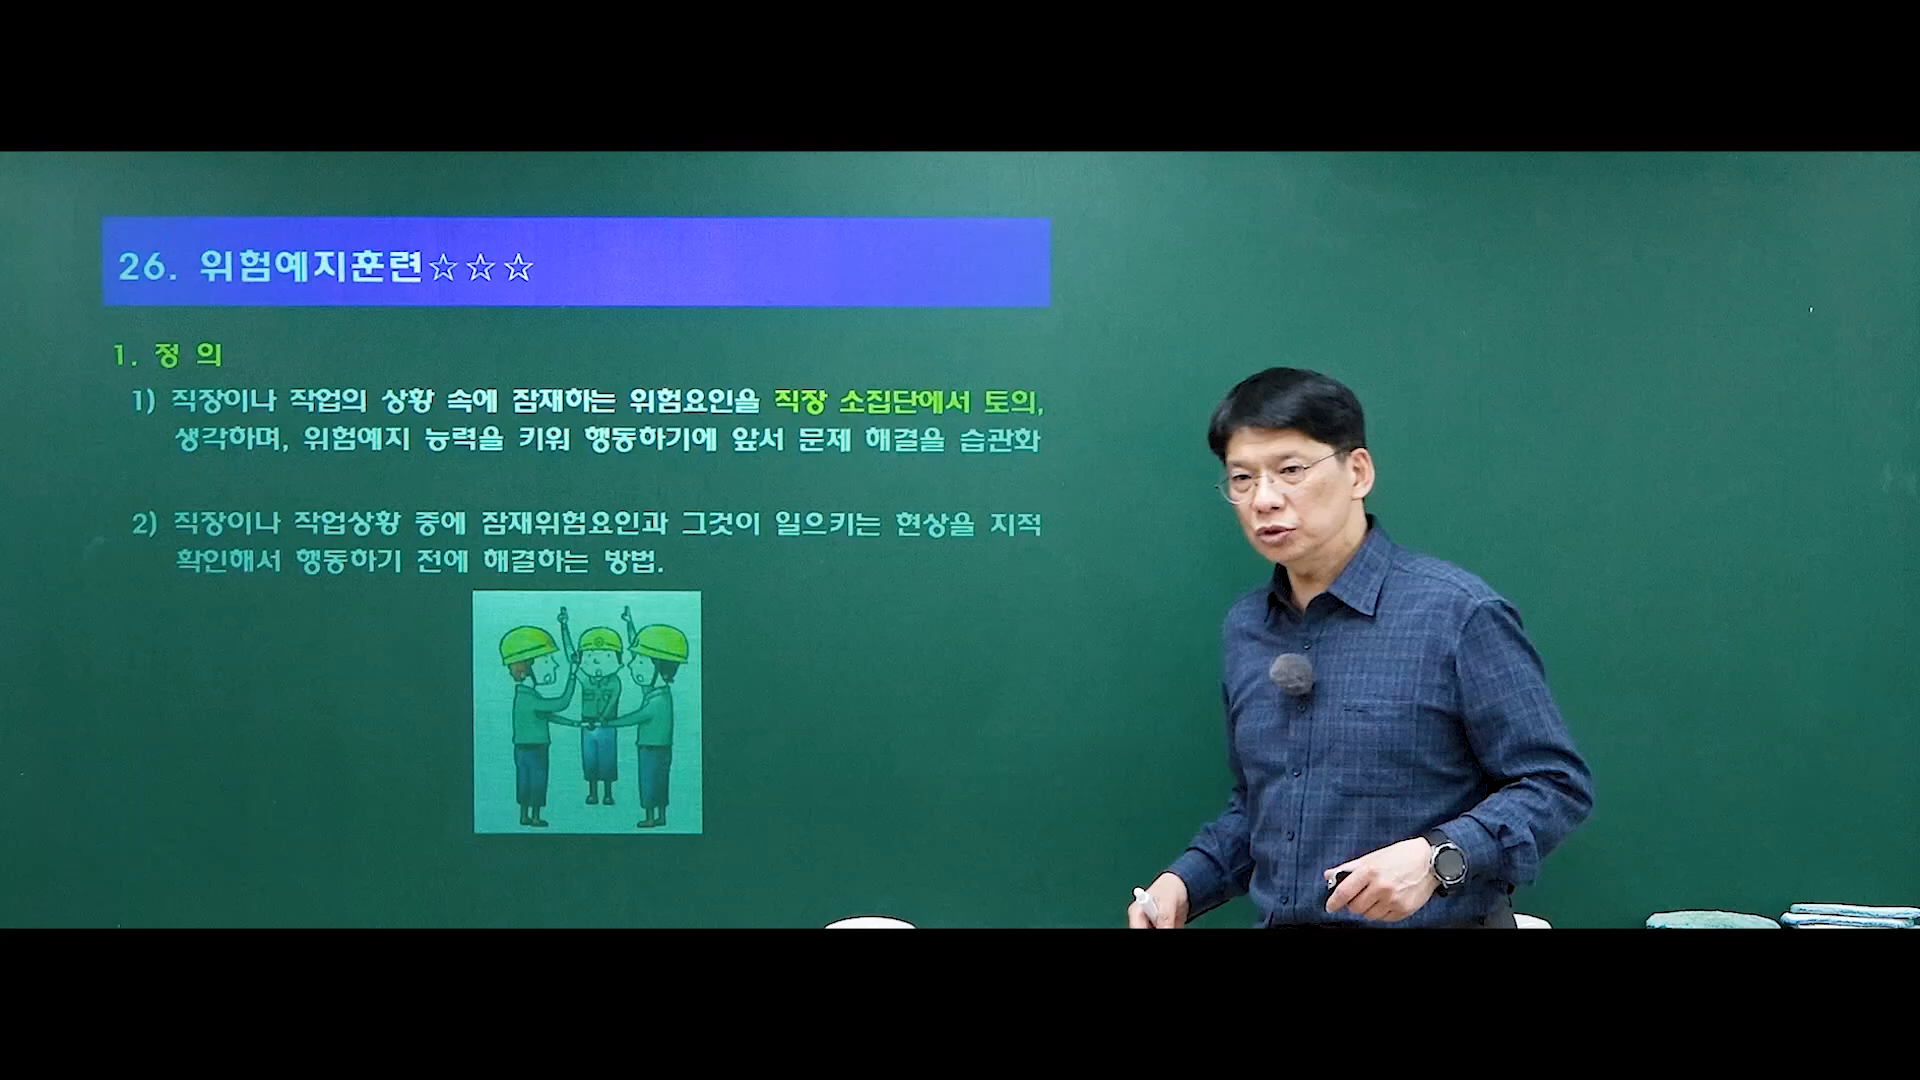 26. 위험예지훈련☆☆☆
1. 정 의
1) 직장이나 작업의 상황 속에 잠재하는 위험요인을 직장 소집단에서 토의,
생각하며, 위험예지 능력을 키워 행동하기에 앞서 문제 해결을 습관화
2) 직장이나 작업상황 중에 잠재위험요인과 그것이 일으키는 현상을 지적
확인해서 행동하기 전에 해결하는 방법.